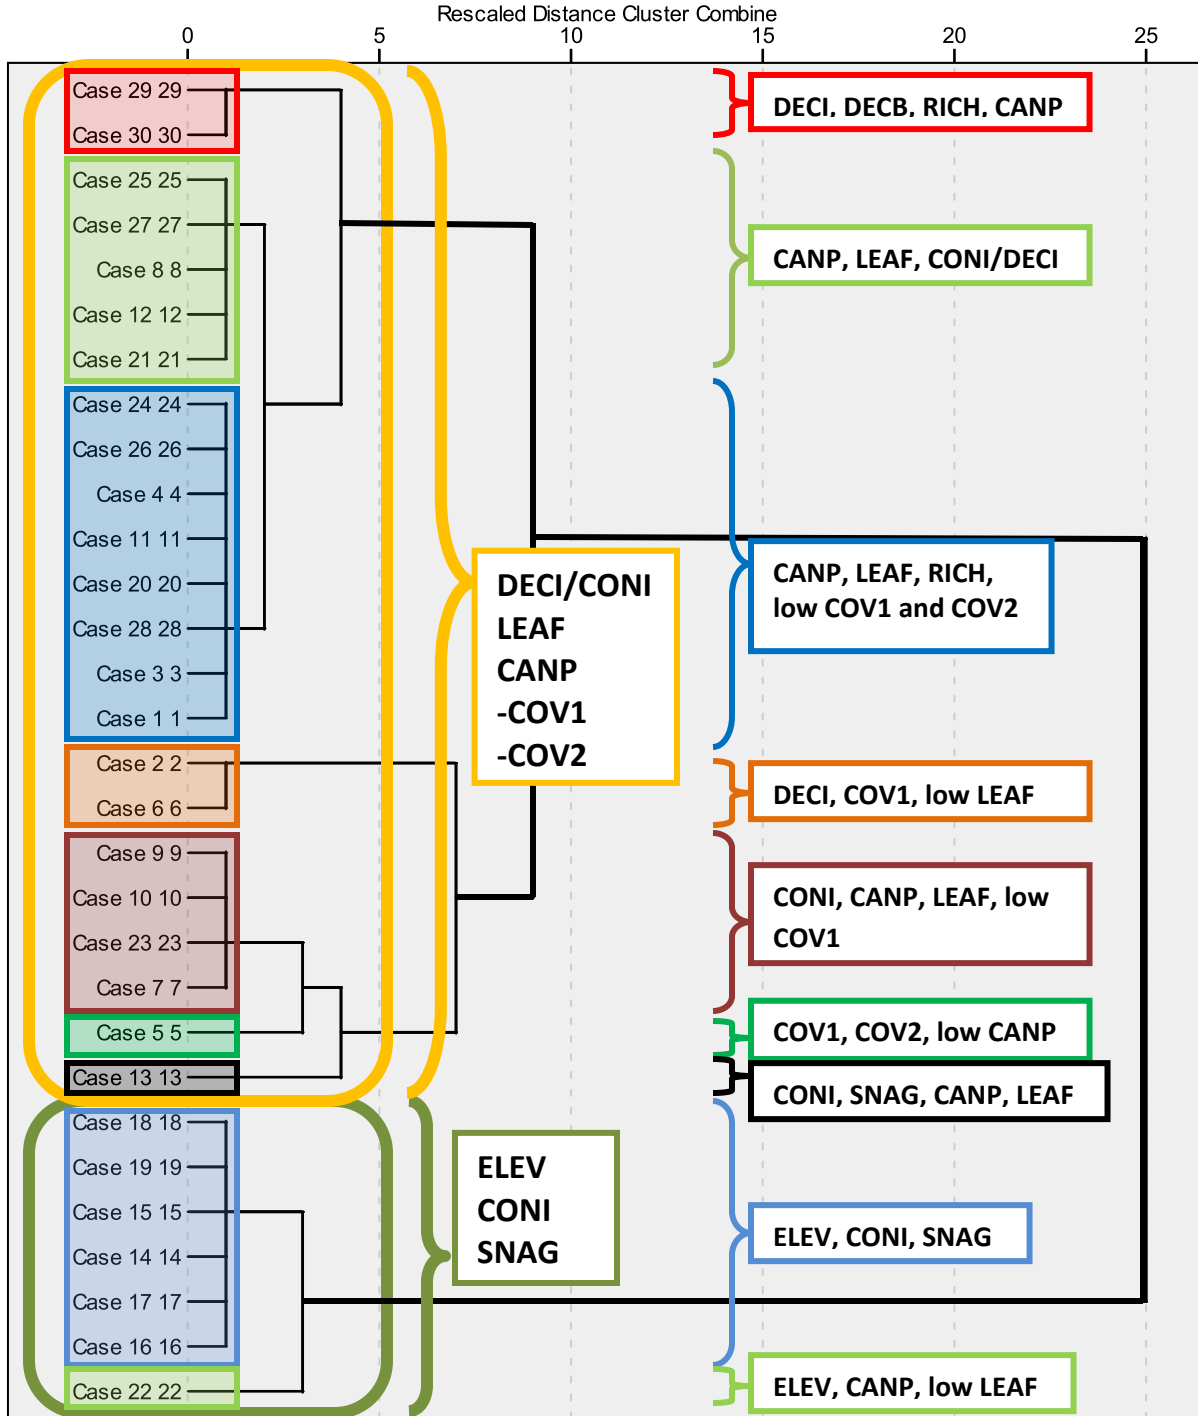 Rescaled Distance Cluster Combine
0 5 10 15 20 25
Case 29 29
Case 30 30
Case 25 25
Case 27 27
Case 8 8
Case 12 12
Case 21 21
Case 24 24
Case 26 26
Case 4 4
Case 11 11
Case 20 20
Case 28 28
Case 3 3
Case 1 1
Case 2 2
Case 6 6
Case 9 9
Case 10 10
Case 23 23
Case 7 7
Case 5 5
Case 13 13
Case 18 18
Case 19 19
Case 15 15
Case 14 14
Case 17 17
Case 16 16
Case 22 22
DECI/CONI
LEAF
CANP
-COV1
-COV2
ELEV
CONI
SNAG
DECI, DECB, RICH, CANP
CANP, LEAF, CONI/DECI
CANP, LEAF, RICH,
low COV1 and COV2
DECI, COV1, low LEAF
CONI, CANP, LEAF, low
COV1
COV1, COV2, low CANP
CONI, SNAG, CANP, LEAF
ELEV, CONI, SNAG
ELEV, CANP, low LEAF